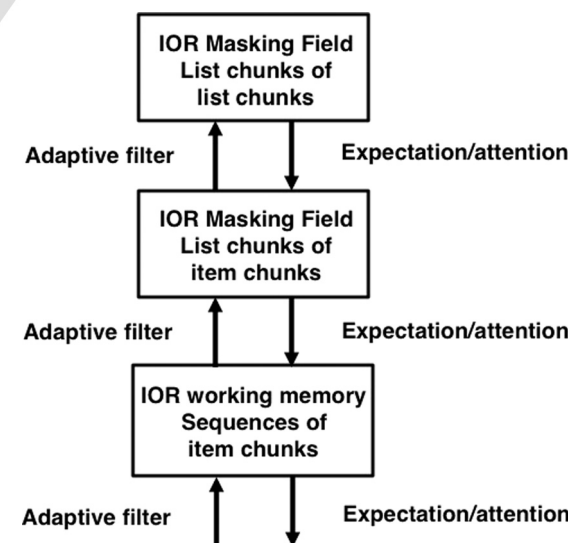 IOR Masking Field
List chunks of
list chunks
Adaptive filter
Expectation/attention
IOR Masking Field
List chunks of
item chunks
Adaptive filter
Expectation/attention
IOR working memory
Sequences of
item chunks
Adaptive filter
Expectation/attention